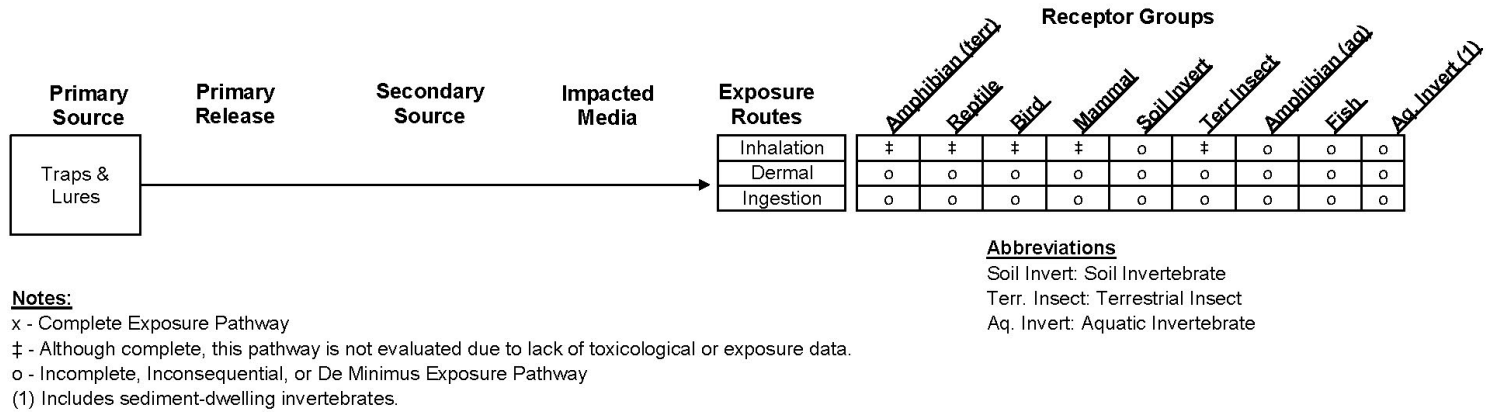 Receptor Groups
Primary Source
Primary Release
Secondary Source
Impacted Media
Exposure Routes
Amphibian (terr)
Reptile
Bird
Mammal
Soil Invert
Terr Insect
Amphibian (aq)
Fish
Aq. Invert (1)
Traps & Lures
Inhalation ‡ ‡ ‡ ‡ o ‡ o o o
Dermal o o o o o o o o o
Ingestion o o o o o o o o o
Abbreviations
Soil Invert: Soil Invertebrate
Terr. Insect: Terrestrial Insect
Aq. Invert: Aquatic Invertebrate
Notes:
x - Complete Exposure Pathway
‡ - Although complete, this pathway is not evaluated due to lack of toxicological or exposure data.
o - Incomplete, Inconsequential, or De Minimus Exposure Pathway
(1) Includes sediment-dwelling invertebrates.